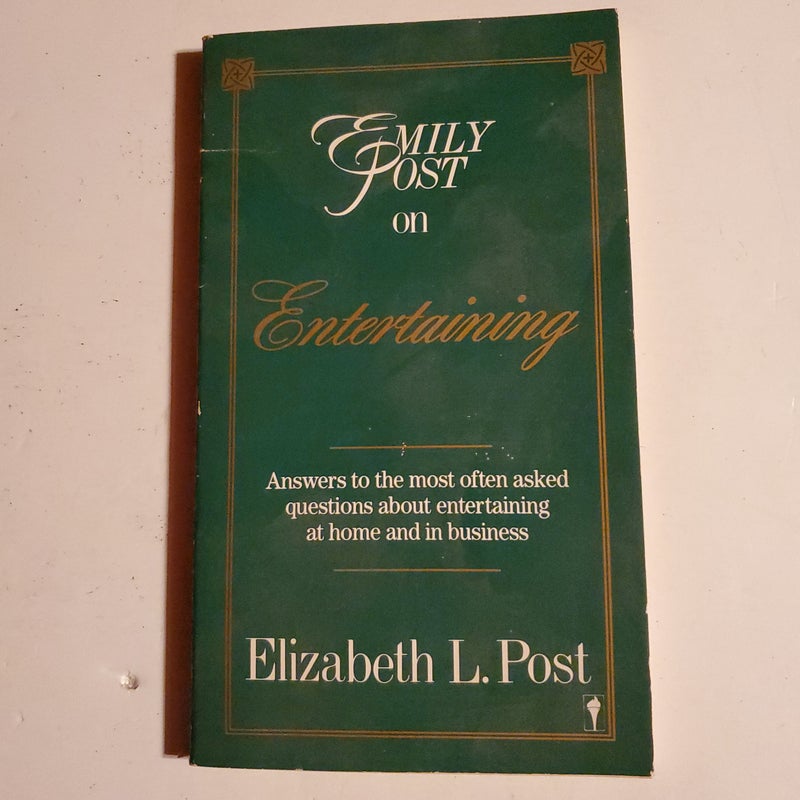 EMILY
POST
on
Entertaining
Answers to the most often asked
questions about entertaining
at home and in business
Elizabeth L. Post